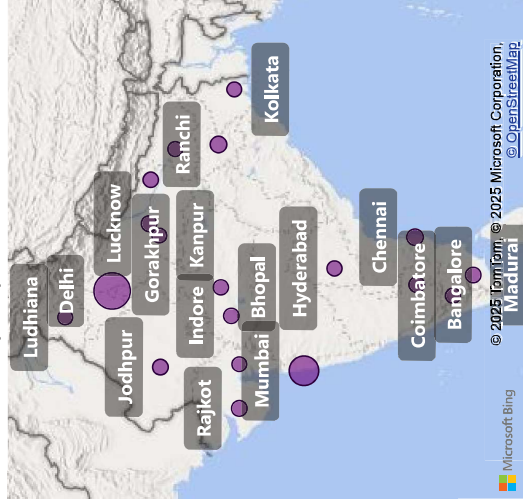 Ludhiana
Delhi
Lucknow
Gorakhpur
Jodhpur
Kanpur
Ranchi
Indore
Kolkata
Bhopal
Rajkot
Mumbai
Hyderabad
Chennai
Coimbatore
Bangalore
Madurai
Microsoft Bing
© 2025 TomTom, © 2025 Microsoft Corporation,
© OpenStreetMap